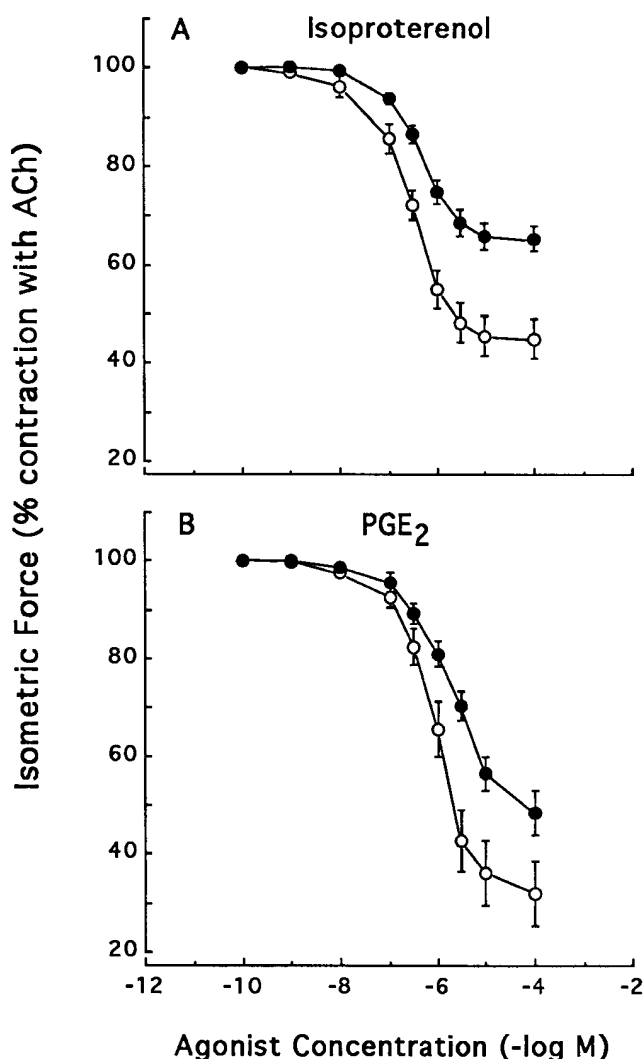 A
Isoproterenol
100
80
60
40
20
B
PGE2
100
80
60
40
20
-12 -10 -8 -6 -4 -2
Agonist Concentration (-log M)
Isometric Force (% contraction with ACh)